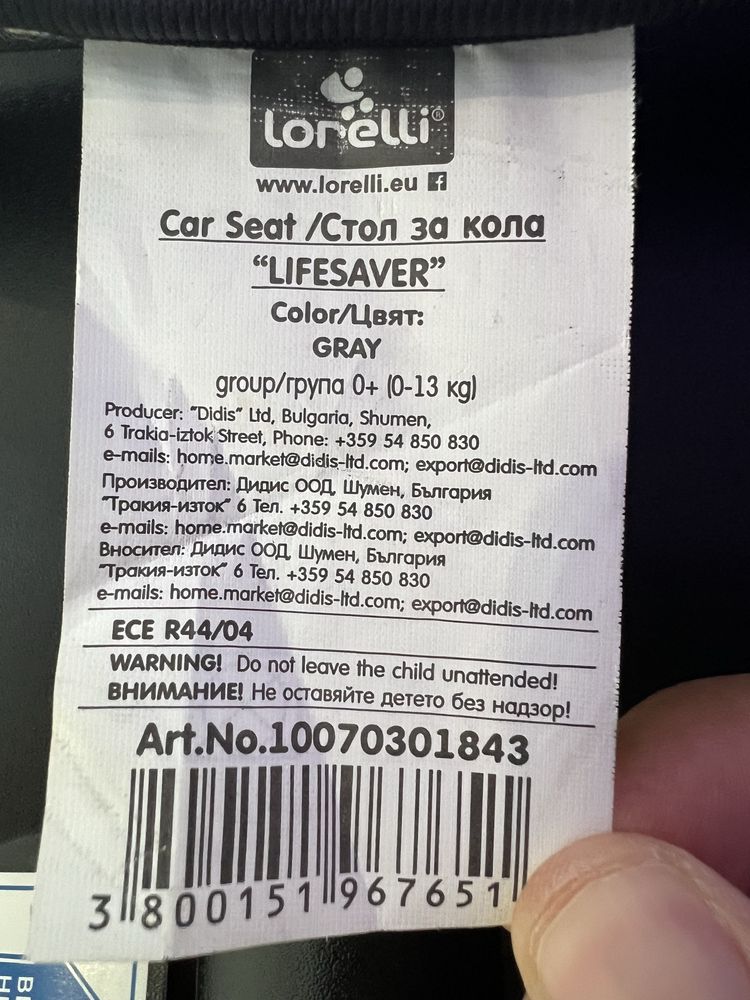 lorelli®
www.lorelli.eu
Car Seat /Стол за кола
“LIFESAVER”
Color/Цвят:
GRAY
group/група 0+ (0-13 кg)
Producer: "Didis" Ltd, Bulgaria, Shumen,
6 Trakia-iztok Street, Phone: +359 54 850 830
e-mails: home.market@didis-ltd.com; export@didis-ltd.com
Производител: Дидис ООД, Шумен, България
"Тракия-изток" 6 Тел. +359 54 850 830
e-mails: home.market@didis-ltd.com; export@didis-ltd.com
Вносител: Дидис ООД, Шумен, България
"Тракия-изток" 6 Тел. +359 54 850 830
e-mails: home.market@didis-ltd.com; export@didis-ltd.com
ECE R44/04
WARNING! Do not leave the child unattended!
ВНИМАНИЕ! Не оставяйте детето без надзор!
Art.No.10070301843
3 800151 967651